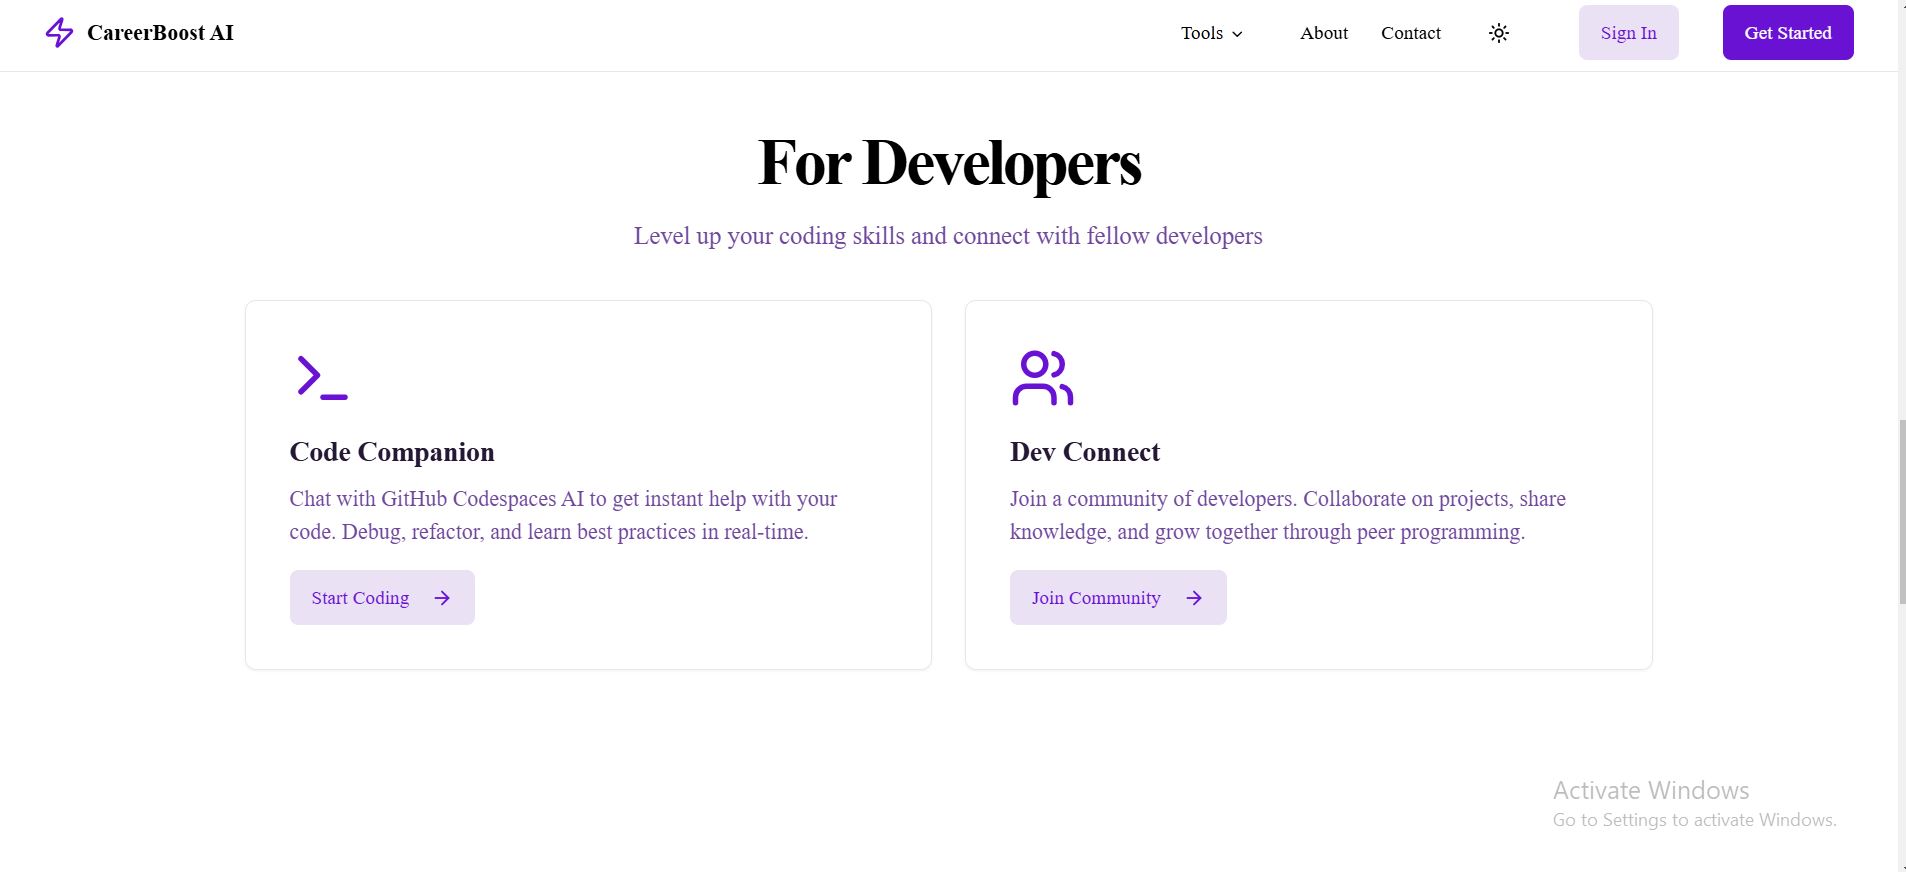 CareerBoost AI
Tools
About
Contact
Sign In
Get Started
For Developers
Level up your coding skills and connect with fellow developers
Code Companion
Chat with GitHub Codespaces AI to get instant help with your
code. Debug, refactor, and learn best practices in real-time.
Start Coding
Dev Connect
Join a community of developers. Collaborate on projects, share
knowledge, and grow together through peer programming.
Join Community
Activate Windows
Go to Settings to activate Windows.